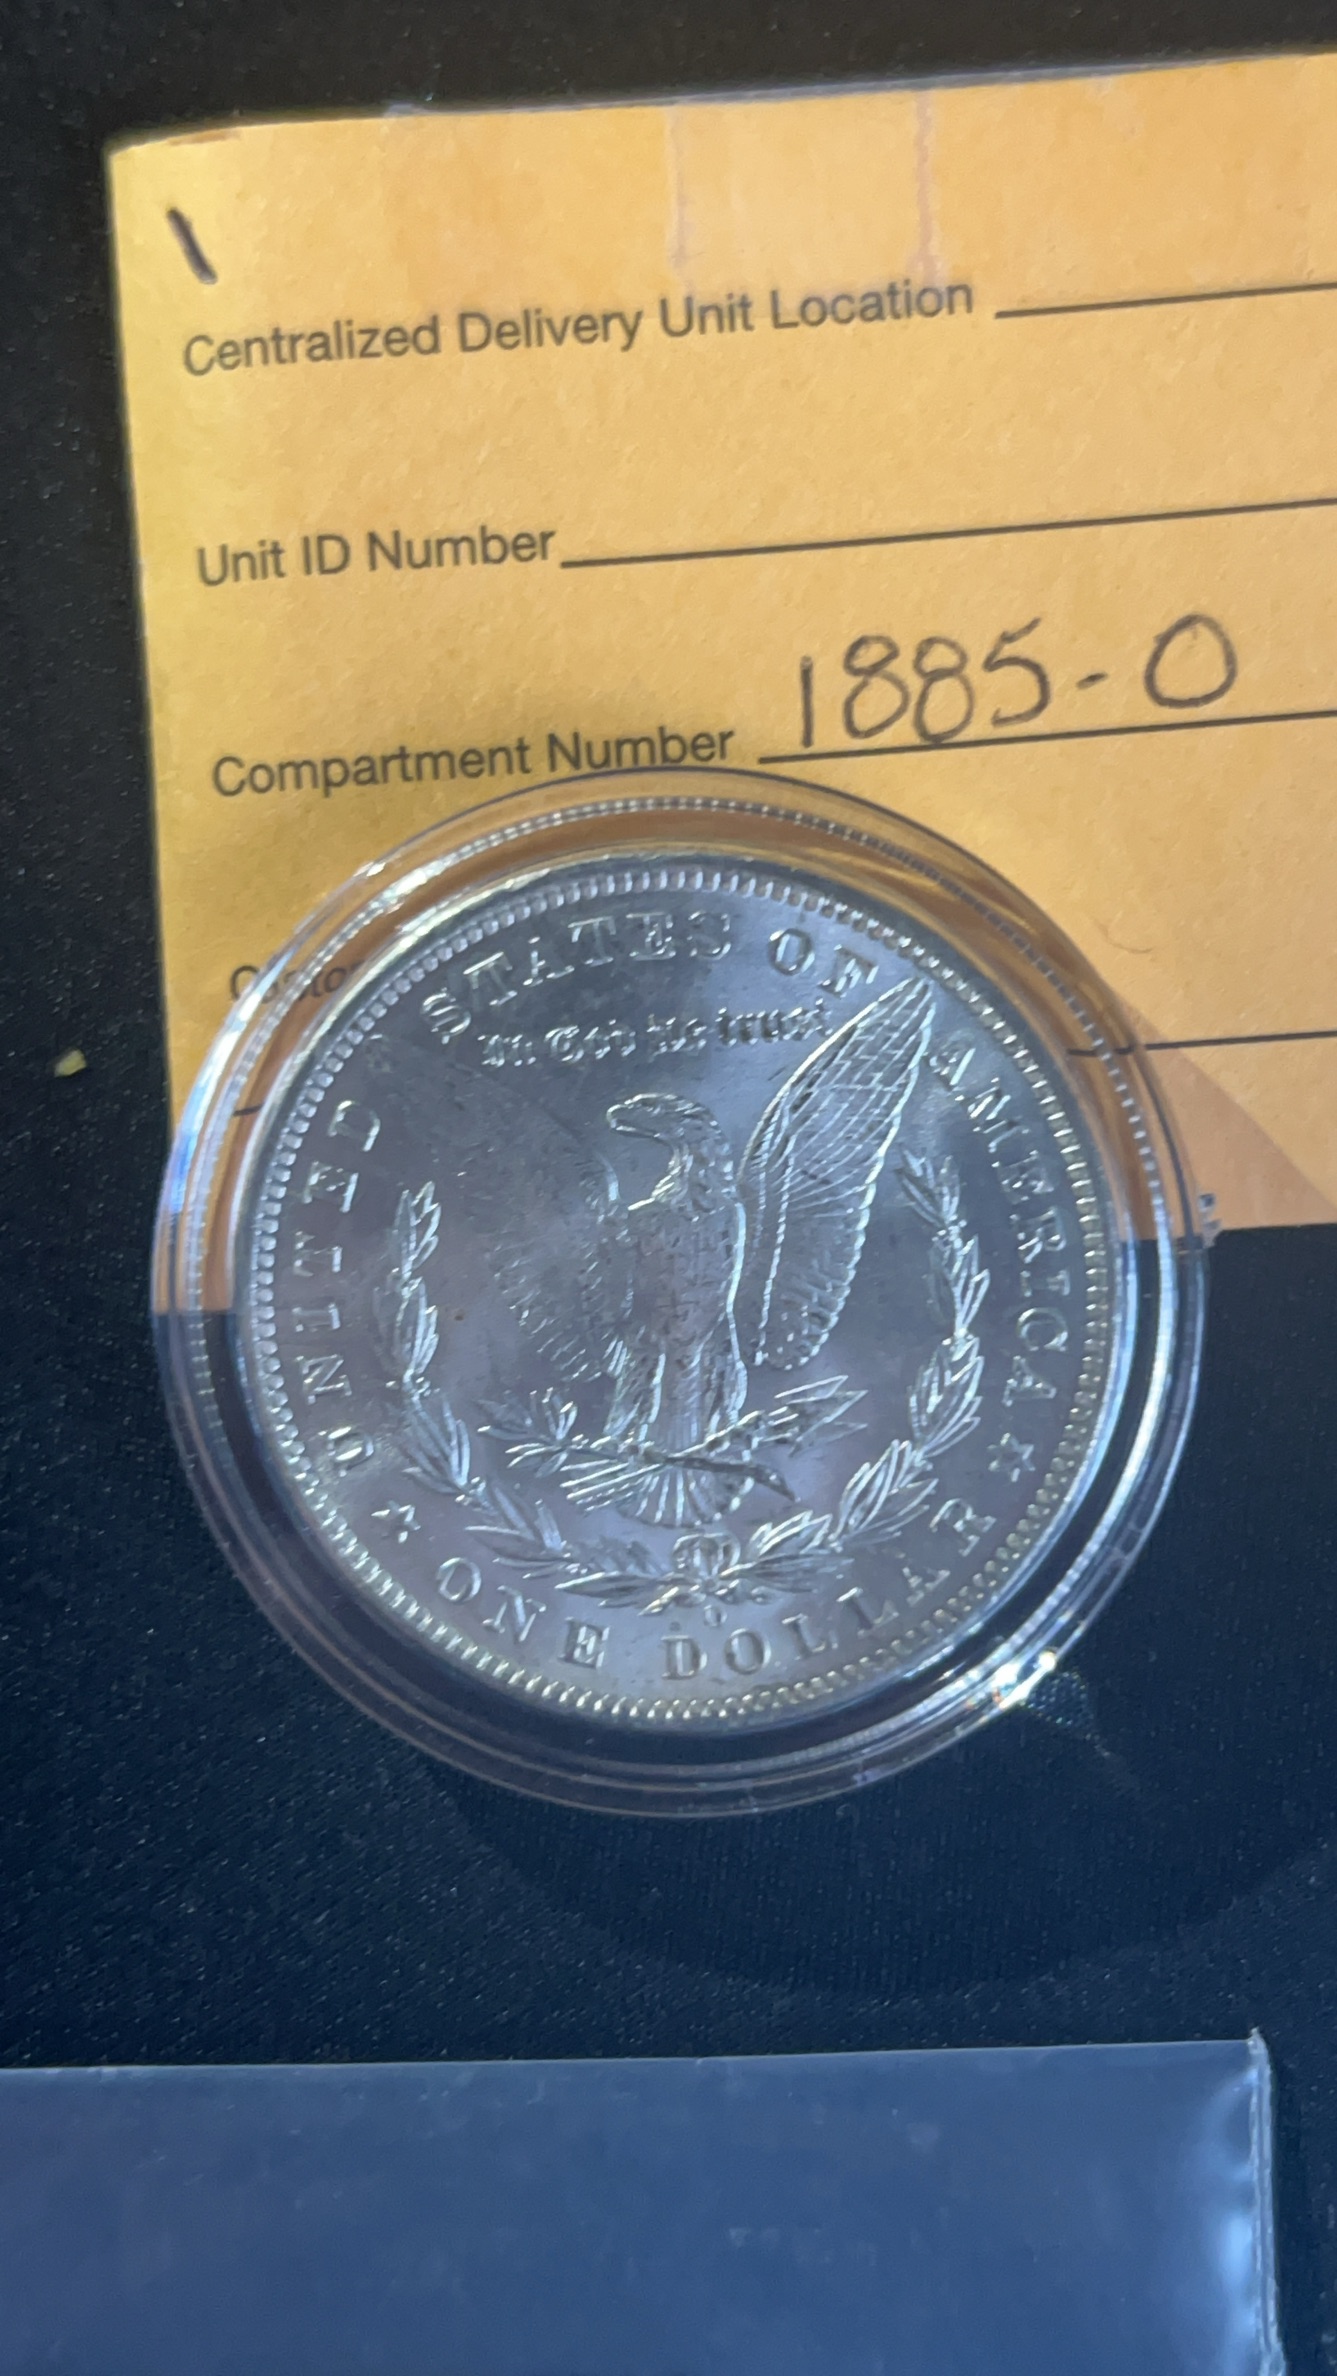 Centralized Delivery Unit Location
Unit ID Number
Compartment Number 1885-O
UNITED STATES OF AMERICA
In God We trust
O
ONE DOLLAR